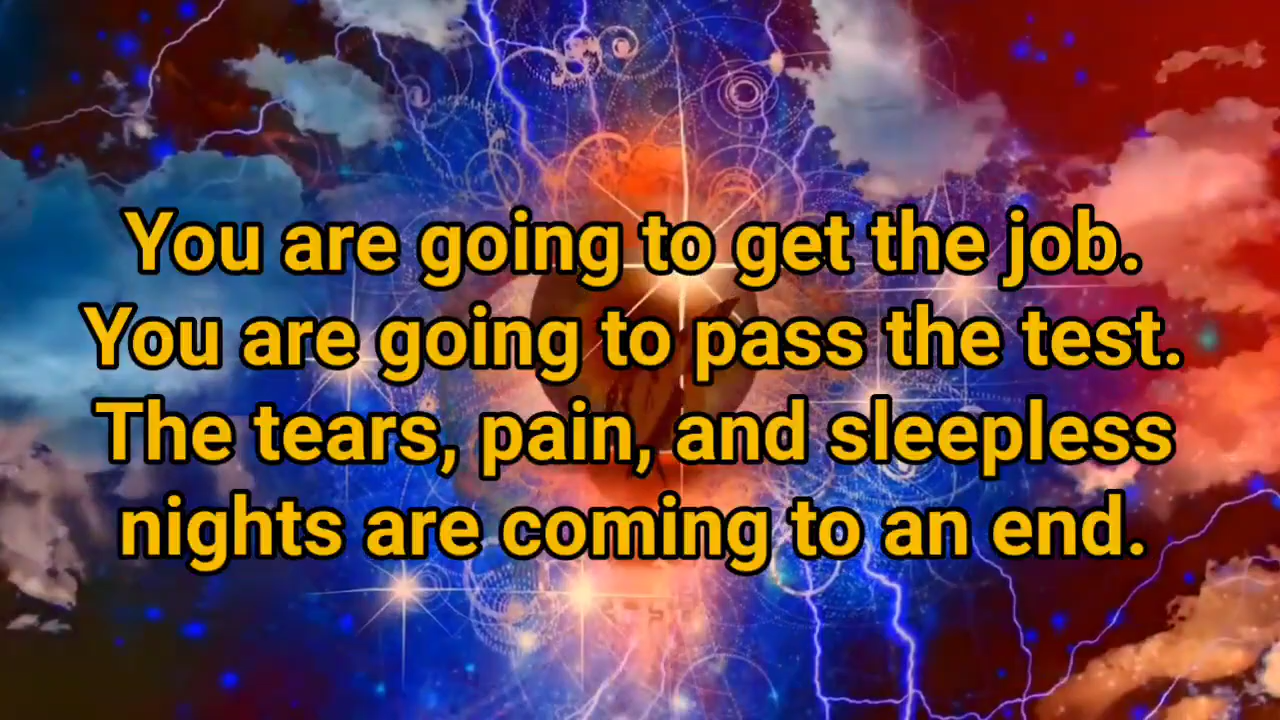 You are going to get the job.
You are going to pass the test.
The tears, pain, and sleepless
nights are coming to an end.